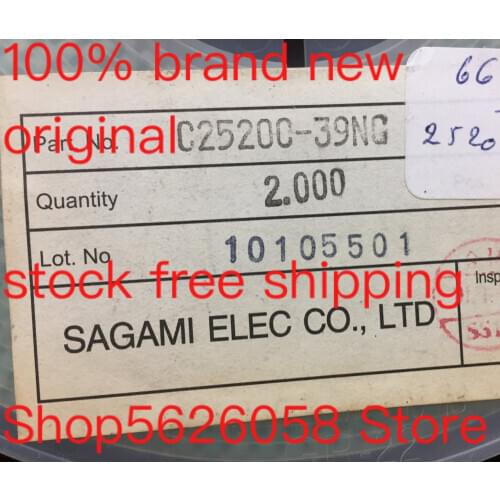 100% brand new
66
original
Part No. C2520C-39NG
2520
Quantity 2.000
Lot. No 10105501
stock free shipping
Insp
SAGAMI ELEC CO., LTD
Shop5626058 Store